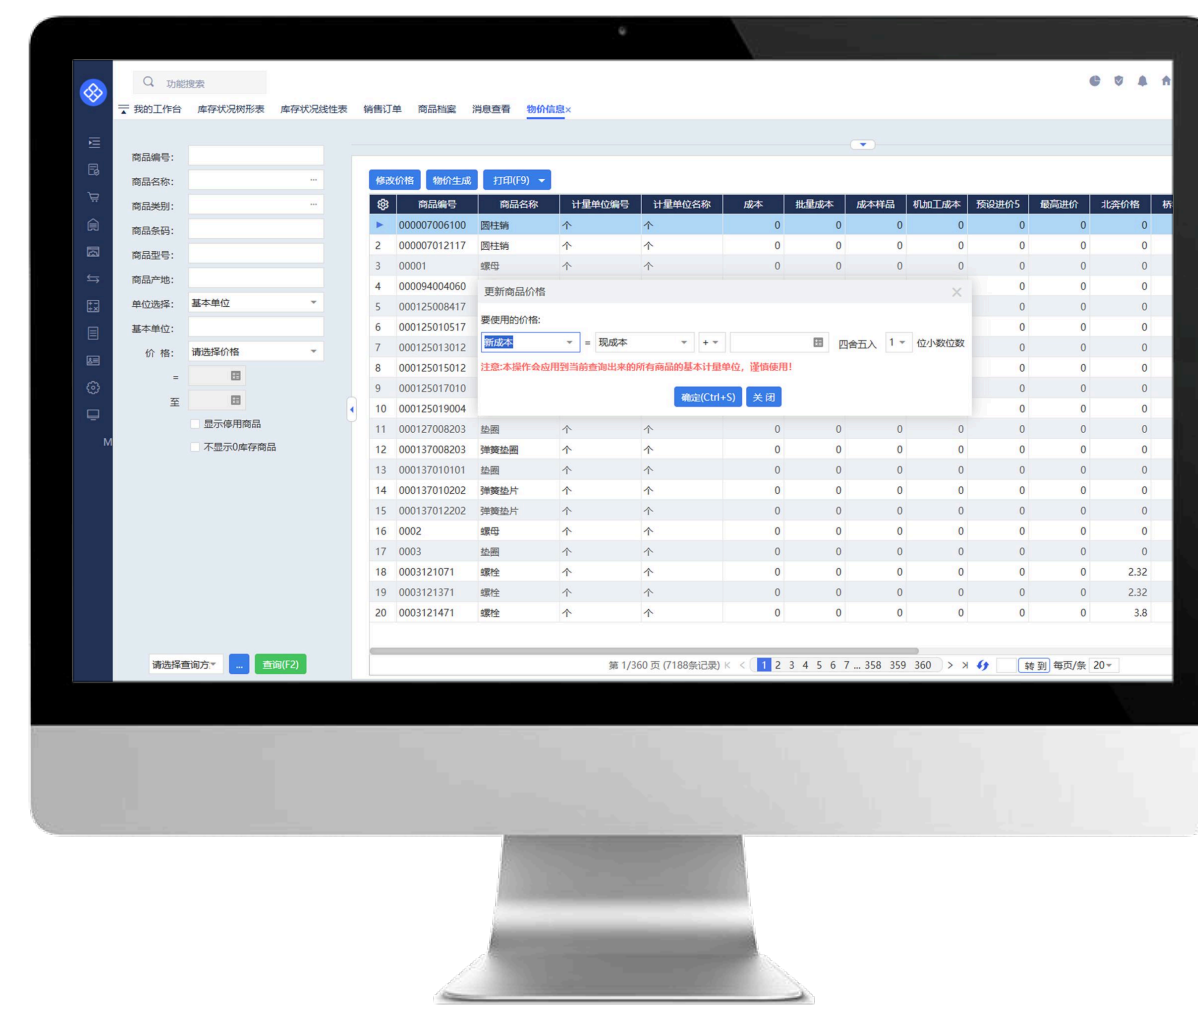 功能搜索
我的工作台 库存状况树形表 库存状况线性表 销售订单 商品档案 消息查看 物价信息×
商品编号：
商品名称： ...
商品类别： ...
商品条码：
商品型号：
商品产地：
单位选择： 基本单位
基本单位：
价 格： 请选择价格
=
至
显示停用商品
不显示0库存商品
M
请选择查询方 ... 查询(F2)
修改价格 物价生成 打印(F9)
商品编号 商品名称 计量单位编号 计量单位名称 成本 批量成本 成本样品 机加工成本 预设进价5 最高进价 北奔价格
000007006100 圆柱销 个 个 0 0 0 0 0 0 0
2 000007012117 圆柱销 个 个 0 0 0 0 0 0 0
3 00001 螺母 个 个 0 0 0 0 0 0 0
4 000094004060 0 0 0
5 000125008417 0 0 0
6 000125010517 0 0 0
7 000125013012 0 0 0
8 000125015012 0 0 0
9 000125017010 0 0 0
10 000125019004 0 0 0
更新商品价格
要使用的价格:
新成本 = 现成本 + 四舍五入 1 位小数位数
注意:本操作会应用到当前查询出来的所有商品的基本计量单位，谨慎使用!
确定(Ctrl+S) 关 闭
11 000127008203 垫圈 个 个 0 0 0 0 0 0 0
12 000137008203 弹簧垫圈 个 个 0 0 0 0 0 0 0
13 000137010101 垫圈 个 个 0 0 0 0 0 0 0
14 000137010202 弹簧垫片 个 个 0 0 0 0 0 0 0
15 000137012202 弹簧垫片 个 个 0 0 0 0 0 0 0
16 0002 螺母 个 个 0 0 0 0 0 0 0
17 0003 垫圈 个 个 0 0 0 0 0 0 0
18 0003121071 螺栓 个 个 0 0 0 0 0 0 2.32
19 0003121371 螺栓 个 个 0 0 0 0 0 0 2.32
20 0003121471 螺栓 个 个 0 0 0 0 0 0 3.8
第 1/360 页 (7188条记录) 1 2 3 4 5 6 7 ... 358 359 360 转 到 每页/条 20